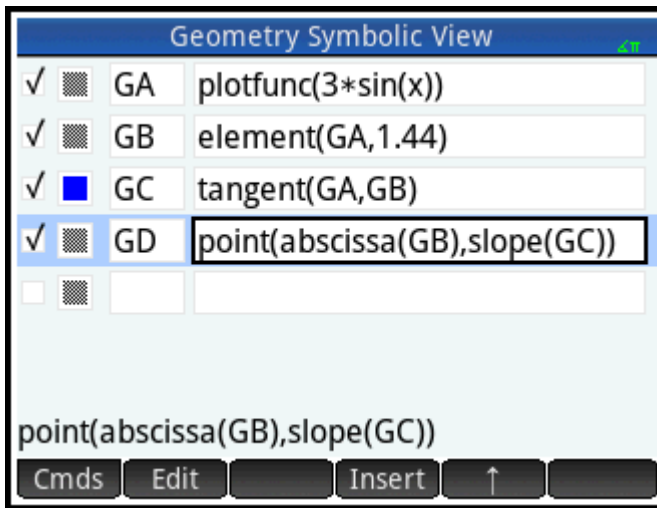 Geometry Symbolic View
∡π
√ GA plotfunc(3*sin(x))
√ GB element(GA,1.44)
√ GC tangent(GA,GB)
√ GD point(abscissa(GB),slope(GC))
point(abscissa(GB),slope(GC))
Cmds Edit Insert ↑